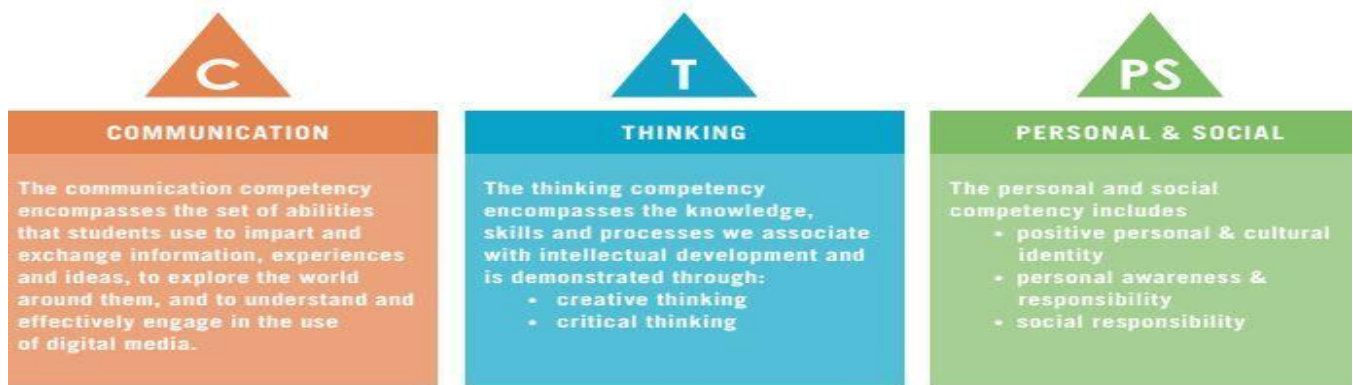 C
COMMUNICATION
The communication competency
encompasses the set of abilities
that students use to impart and
exchange information, experiences
and ideas, to explore the world
around them, and to understand and
effectively engage in the use
of digital media.
T
THINKING
The thinking competency
encompasses the knowledge,
skills and processes we associate
with intellectual development and
is demonstrated through:
• creative thinking
• critical thinking
PS
PERSONAL & SOCIAL
The personal and social
competency includes
• positive personal & cultural
identity
• personal awareness &
responsibility
• social responsibility